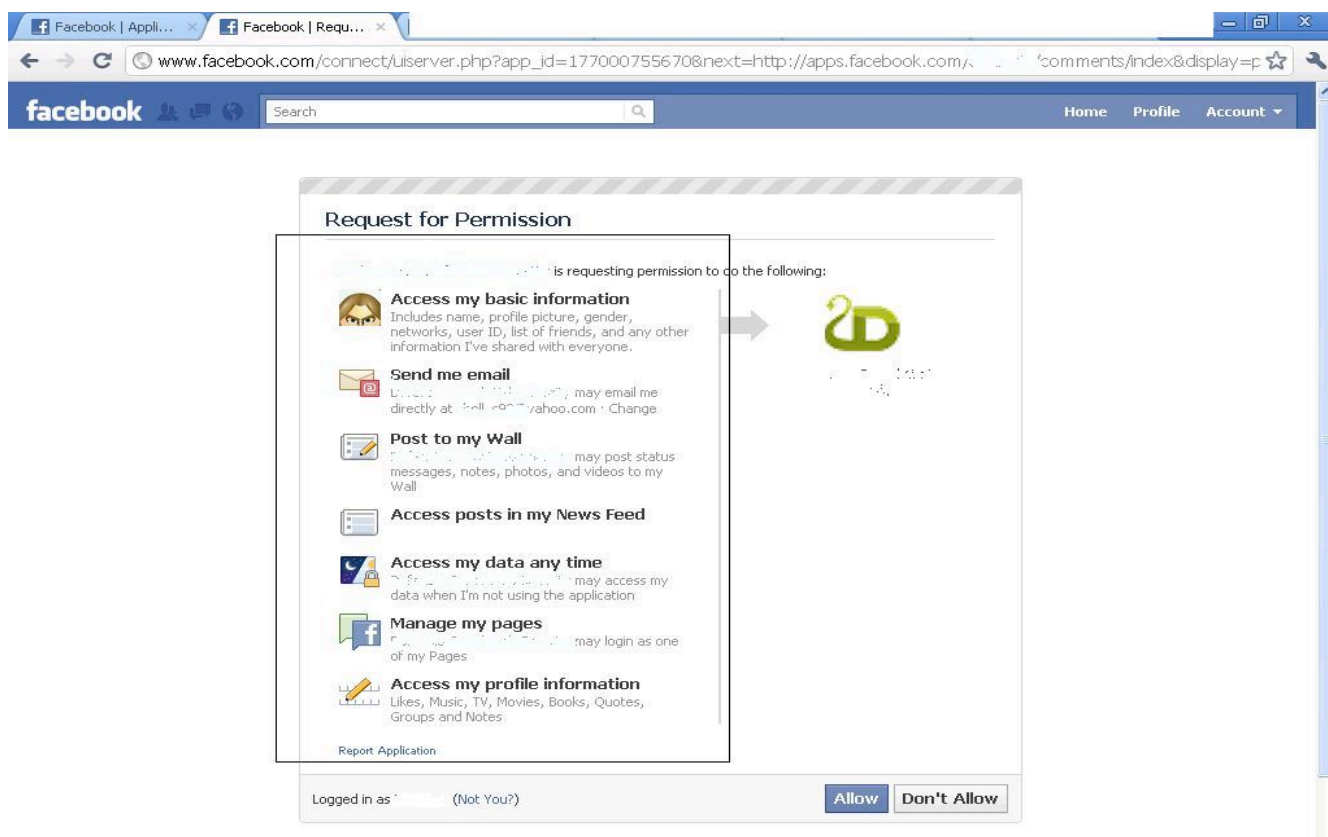 Facebook | Appli...
Facebook | Requ...
www.facebook.com/connect/uiserver.php?app_id=177000755670&next=http://apps.facebook.com/ /comments/index&display=p
facebook
Search
Home Profile Account
Request for Permission
is requesting permission to do the following:
Access my basic information
Includes name, profile picture, gender,
networks, user ID, list of friends, and any other
information I've shared with everyone.
Send me email
may email me
directly at yahoo.com · Change
Post to my Wall
may post status
messages, notes, photos, and videos to my
Wall
Access posts in my News Feed
Access my data any time
may access my
data when I'm not using the application
Manage my pages
may login as one
of my Pages
Access my profile information
Likes, Music, TV, Movies, Books, Quotes,
Groups and Notes
Report Application
2D
Logged in as (Not You?)
Allow Don't Allow